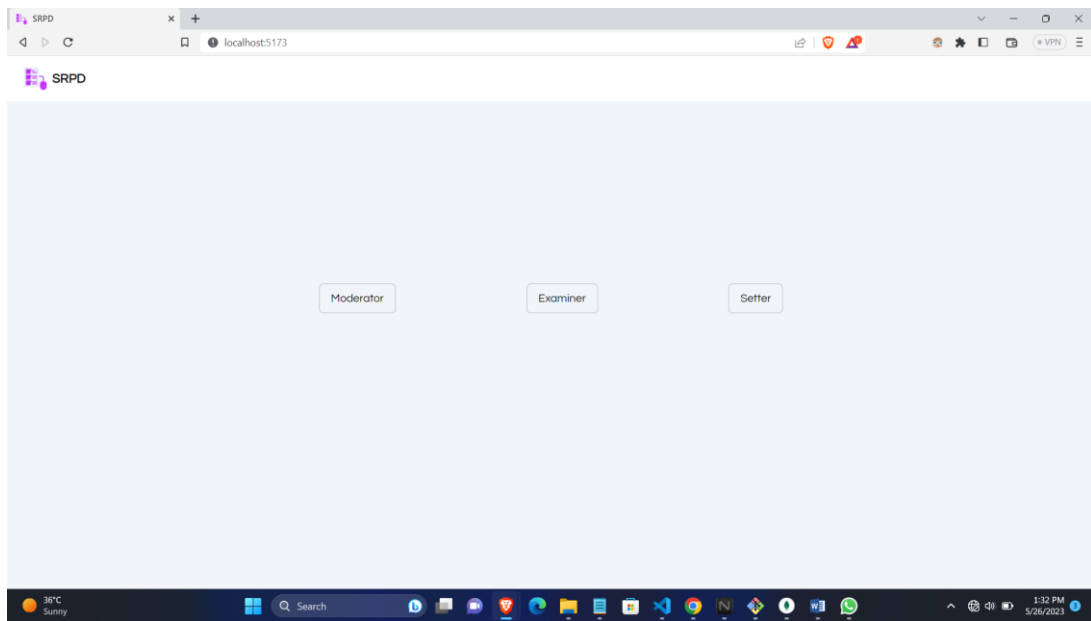 SRPD
localhost:5173
VPN
SRPD
Moderator
Examiner
Setter
36°C
Sunny
Search
1:32 PM
5/26/2023